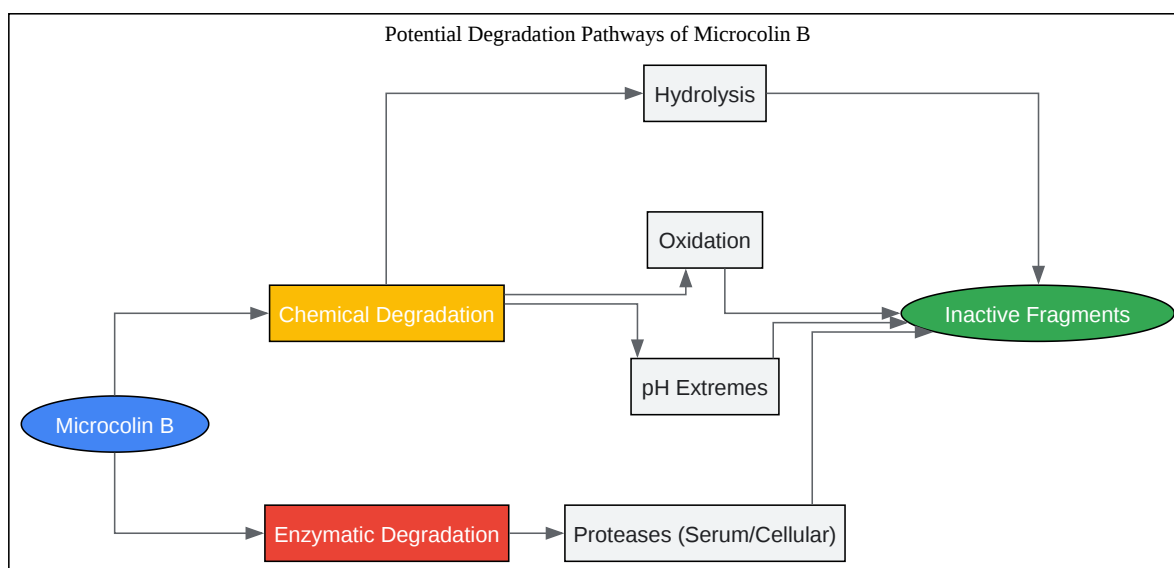 Potential Degradation Pathways of Microcolin B
Hydrolysis
Oxidation
Chemical Degradation
Inactive Fragments
pH Extremes
Microcolin B
Enzymatic Degradation
Proteases (Serum/Cellular)